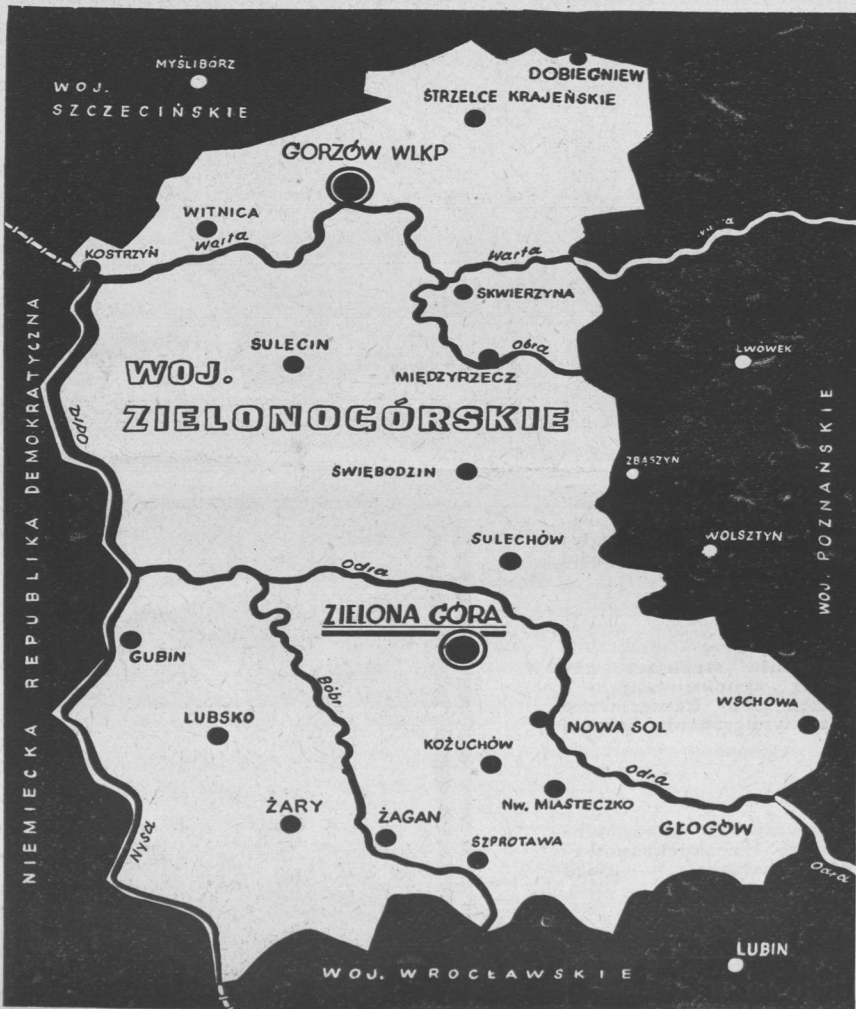 MYŚLIBÓRZ
WOJ.
SZCZECIŃSKIE
DOBIEGNIEW
STRZELCE KRAJEŃSKIE
GORZÓW WLKP
WITNICA
Warta
KOSTRZYŃ
Warta
SKWIERZYNA
SULECIN
Obra
MIĘDZYRZECZ
LWÓWEK
WOJ.
ZIELONOGÓRSKIE
Odra
NIEMIECKA REPUBLIKA DEMOKRATYCZNA
WOJ. POZNAŃSKIE
ŚWIĘBODZIN
ZBĄSZYŃ
SULECHÓW
WOLSZTYN
Odra
ZIELONA GÓRA
GUBIN
Bóbr
WSCHOWA
LUBSKO
NOWA SOL
KOŻUCHÓW
Odra
Nw. MIASTECZKO
ŻARY
ŻAGAN
GŁOGÓW
Nysa
SZPROTAWA
Odra
LUBIN
WOJ. WROCŁAWSKIE